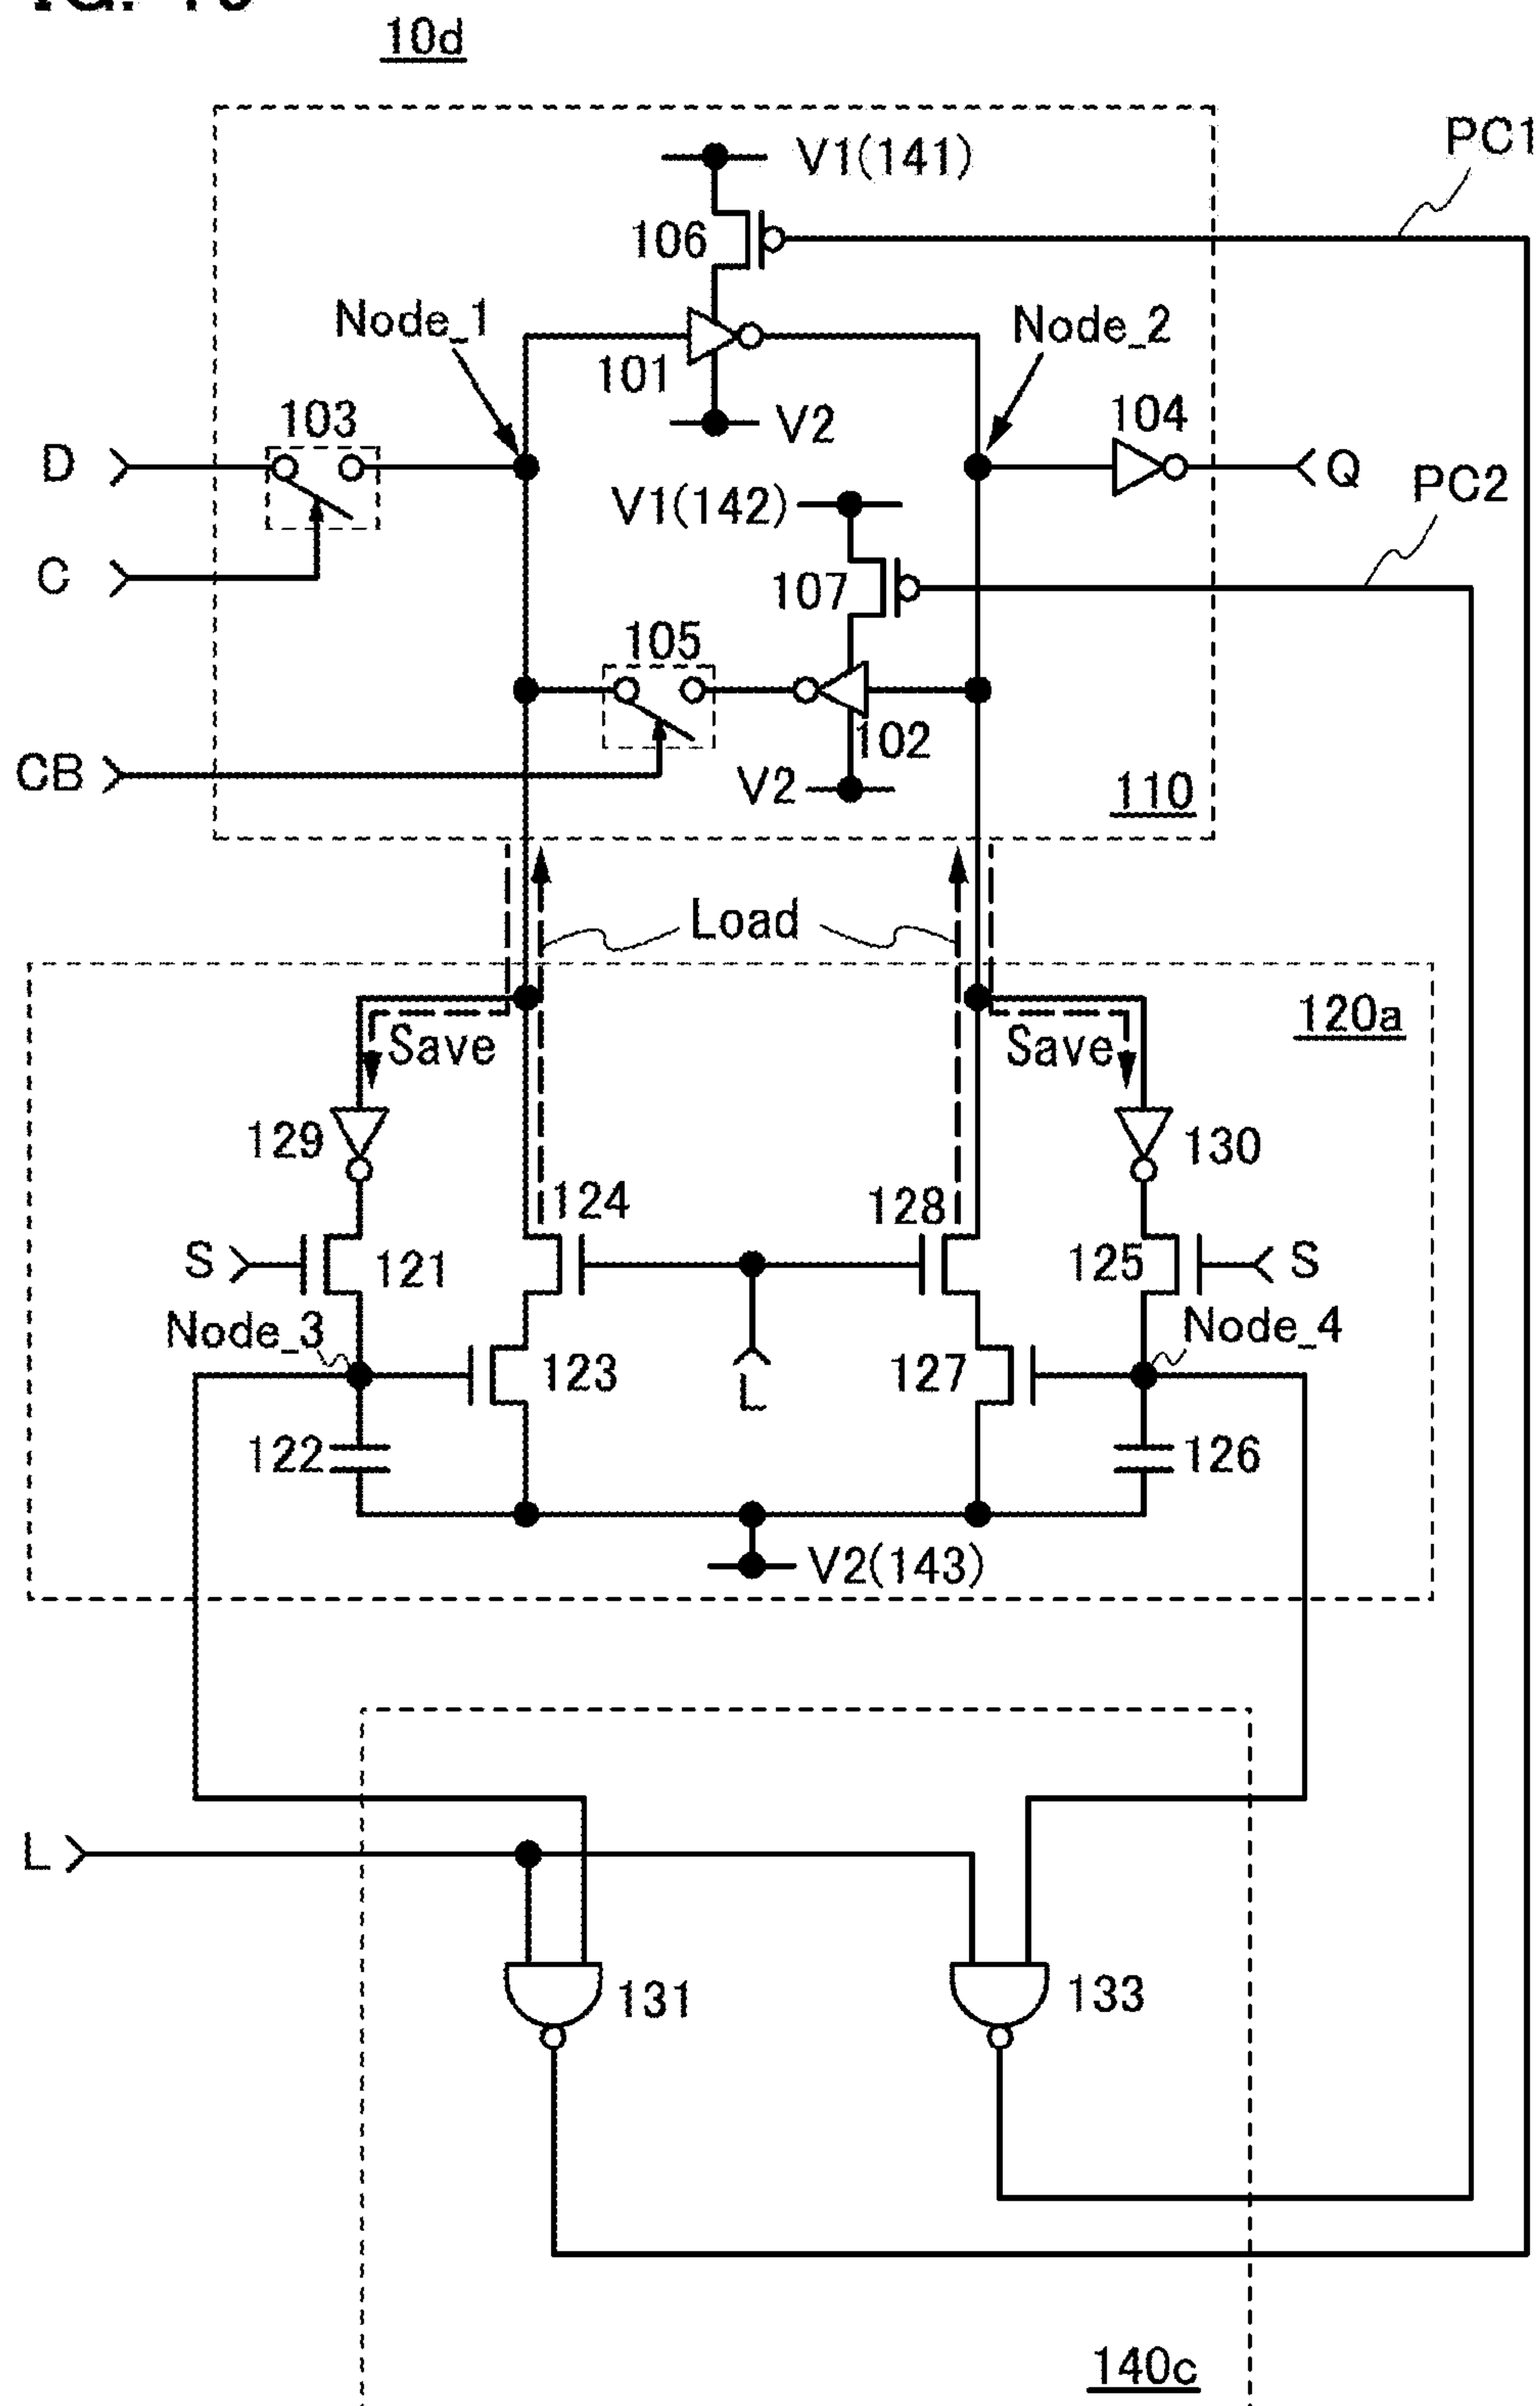 10d
V1(141)
PC1
106
Node_1
Node_2
101
103
V2
104
D
Q
V1(142)
PC2
C
107
105
102
CB
V2
110
Load
120a
Save
Save
129
130
124
128
S
121
125
S
Node_3
Node_4
123
127
L
122
126
V2(143)
L
131
133
140c